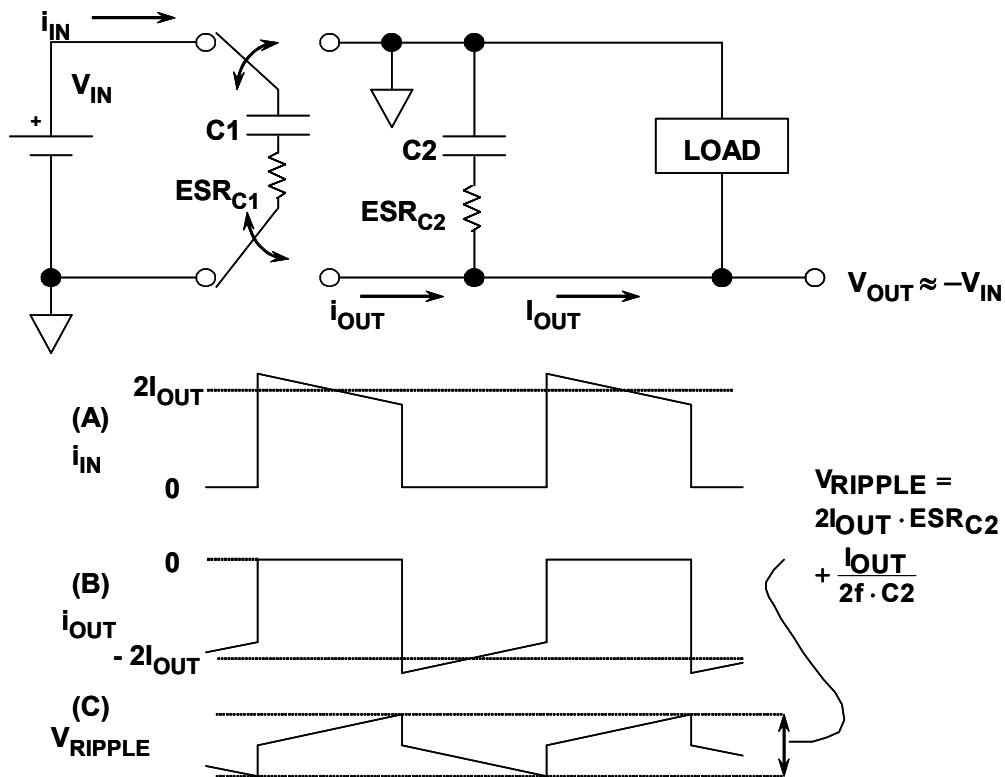 iIN
VIN
+
C1
ESRC1
C2
ESRC2
LOAD
iOUT
IOUT
VOUT ≈ –VIN
(A)
iIN
2IOUT
0
(B)
iOUT
0
- 2IOUT
(C)
VRIPPLE
VRIPPLE =
2IOUT · ESRC2
+ IOUT
2f · C2